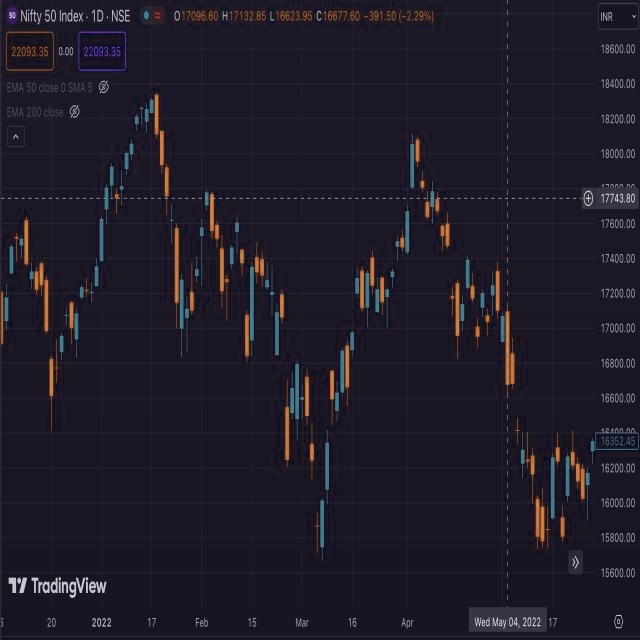 50 Nifty 50 Index · 1D · NSE O17096.60 H17132.85 L16623.95 C16677.60 −391.50 (−2.29%) INR
22093.35 0.00 22093.35
EMA 50 close 0 SMA 5
EMA 200 close
18600.00
18400.00
18200.00
18000.00
17743.80
17600.00
17400.00
17200.00
17000.00
16800.00
16600.00
16352.45
16200.00
16000.00
15800.00
15600.00
TradingView
20 2022 17 Feb 15 Mar 16 Apr Wed May 04, 2022 17